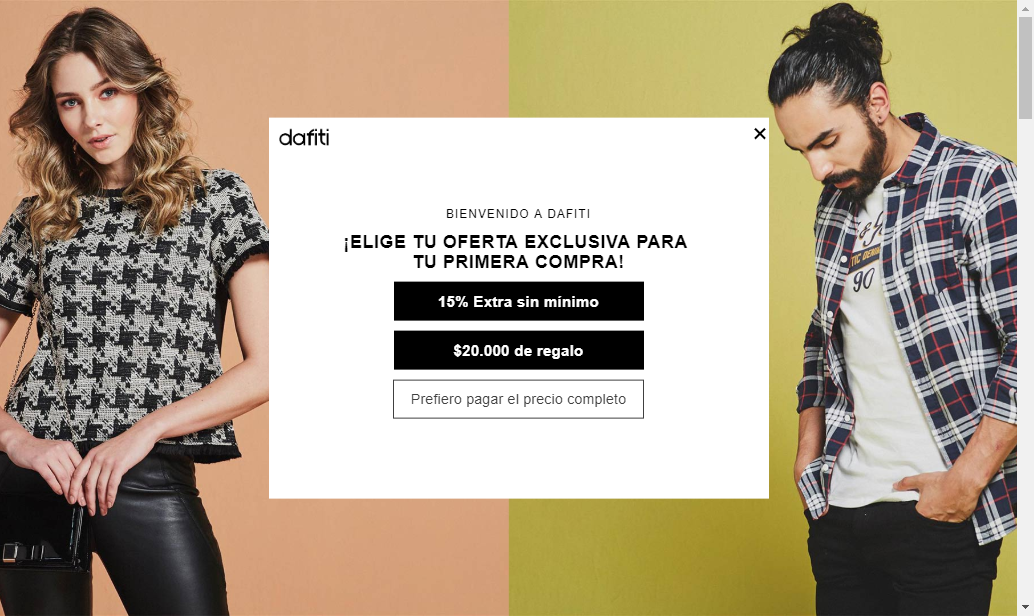 dafiti
BIENVENIDO A DAFITI
¡ELIGE TU OFERTA EXCLUSIVA PARA
TU PRIMERA COMPRA!
15% Extra sin mínimo
$20.000 de regalo
Prefiero pagar el precio completo
90